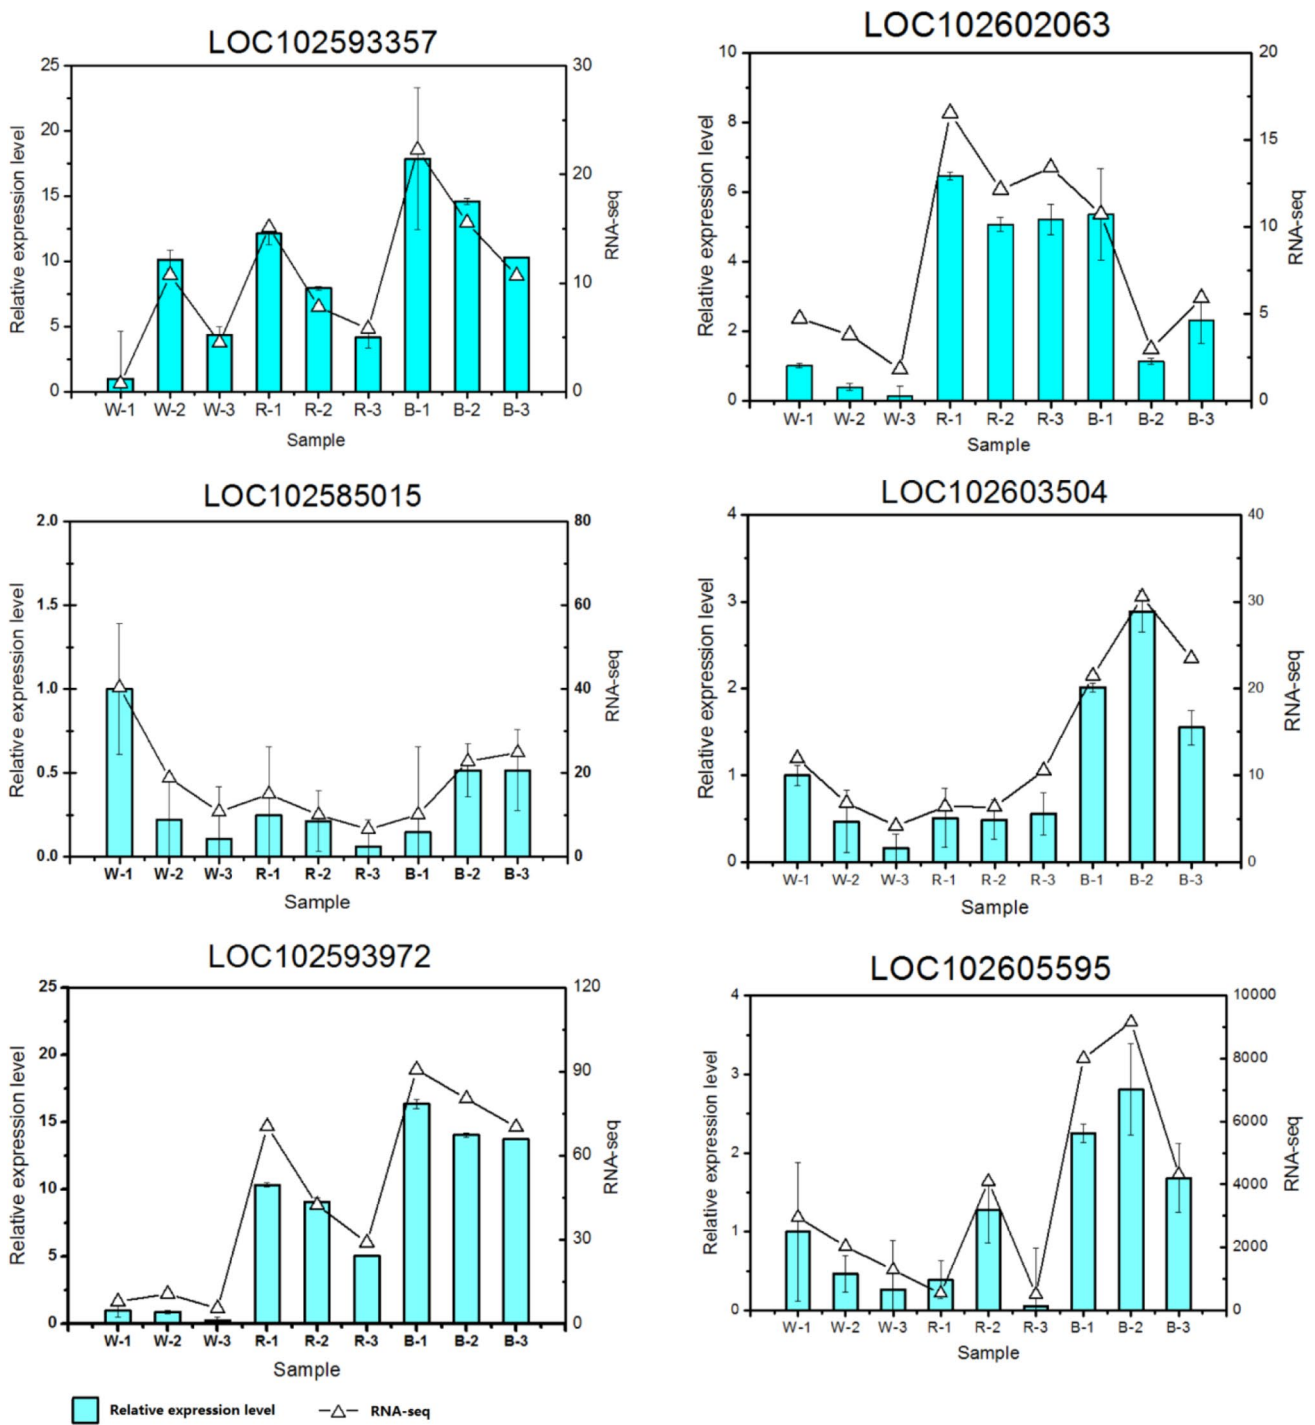 LOC102593357
25
20
15
10
5
0
30
20
10
0
Relative expression level
RNA-seq
W-1 W-2 W-3 R-1 R-2 R-3 B-1 B-2 B-3
Sample
LOC102602063
10
8
6
4
2
0
20
15
10
5
0
Relative expression level
RNA-seq
W-1 W-2 W-3 R-1 R-2 R-3 B-1 B-2 B-3
Sample
LOC102585015
2.0
1.5
1.0
0.5
0.0
80
60
40
20
0
Relative expression level
RNA-seq
W-1 W-2 W-3 R-1 R-2 R-3 B-1 B-2 B-3
Sample
LOC102603504
4
3
2
1
0
40
30
20
10
0
Relative expression level
RNA-seq
W-1 W-2 W-3 R-1 R-2 R-3 B-1 B-2 B-3
Sample
LOC102593972
25
20
15
10
5
0
120
90
60
30
0
Relative expression level
RNA-seq
W-1 W-2 W-3 R-1 R-2 R-3 B-1 B-2 B-3
Sample
LOC102605595
4
3
2
1
0
10000
8000
6000
4000
2000
0
Relative expression level
RNA-seq
W-1 W-2 W-3 R-1 R-2 R-3 B-1 B-2 B-3
Sample
Relative expression level RNA-seq